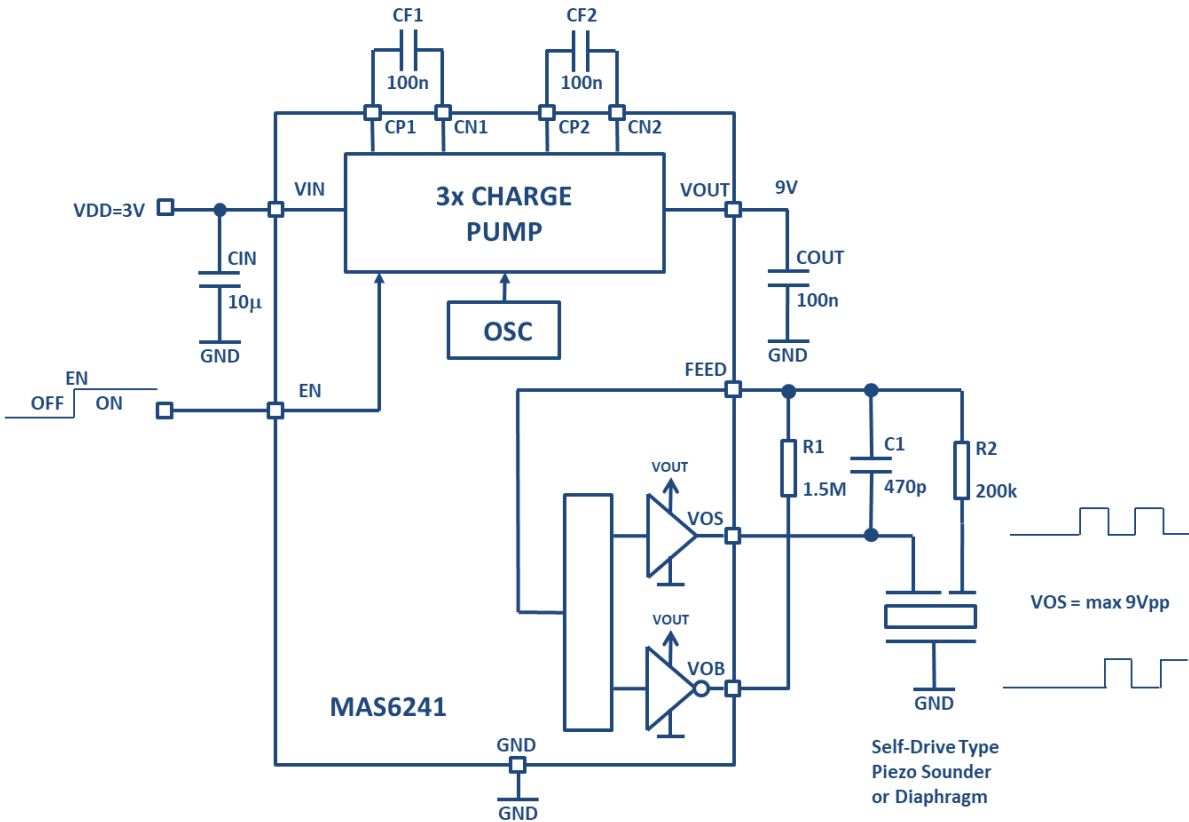 CF1
CF2
100n
100n
CP1
CN1
CP2
CN2
VIN
3x CHARGE
PUMP
VOUT
9V
VDD=3V
CIN
10µ
GND
COUT
100n
GND
OSC
EN
OFF
ON
EN
FEED
R1
1.5M
C1
470p
R2
200k
VOUT
VOS
VOS = max 9Vpp
VOUT
VOB
GND
MAS6241
GND
GND
Self-Drive Type
Piezo Sounder
or Diaphragm